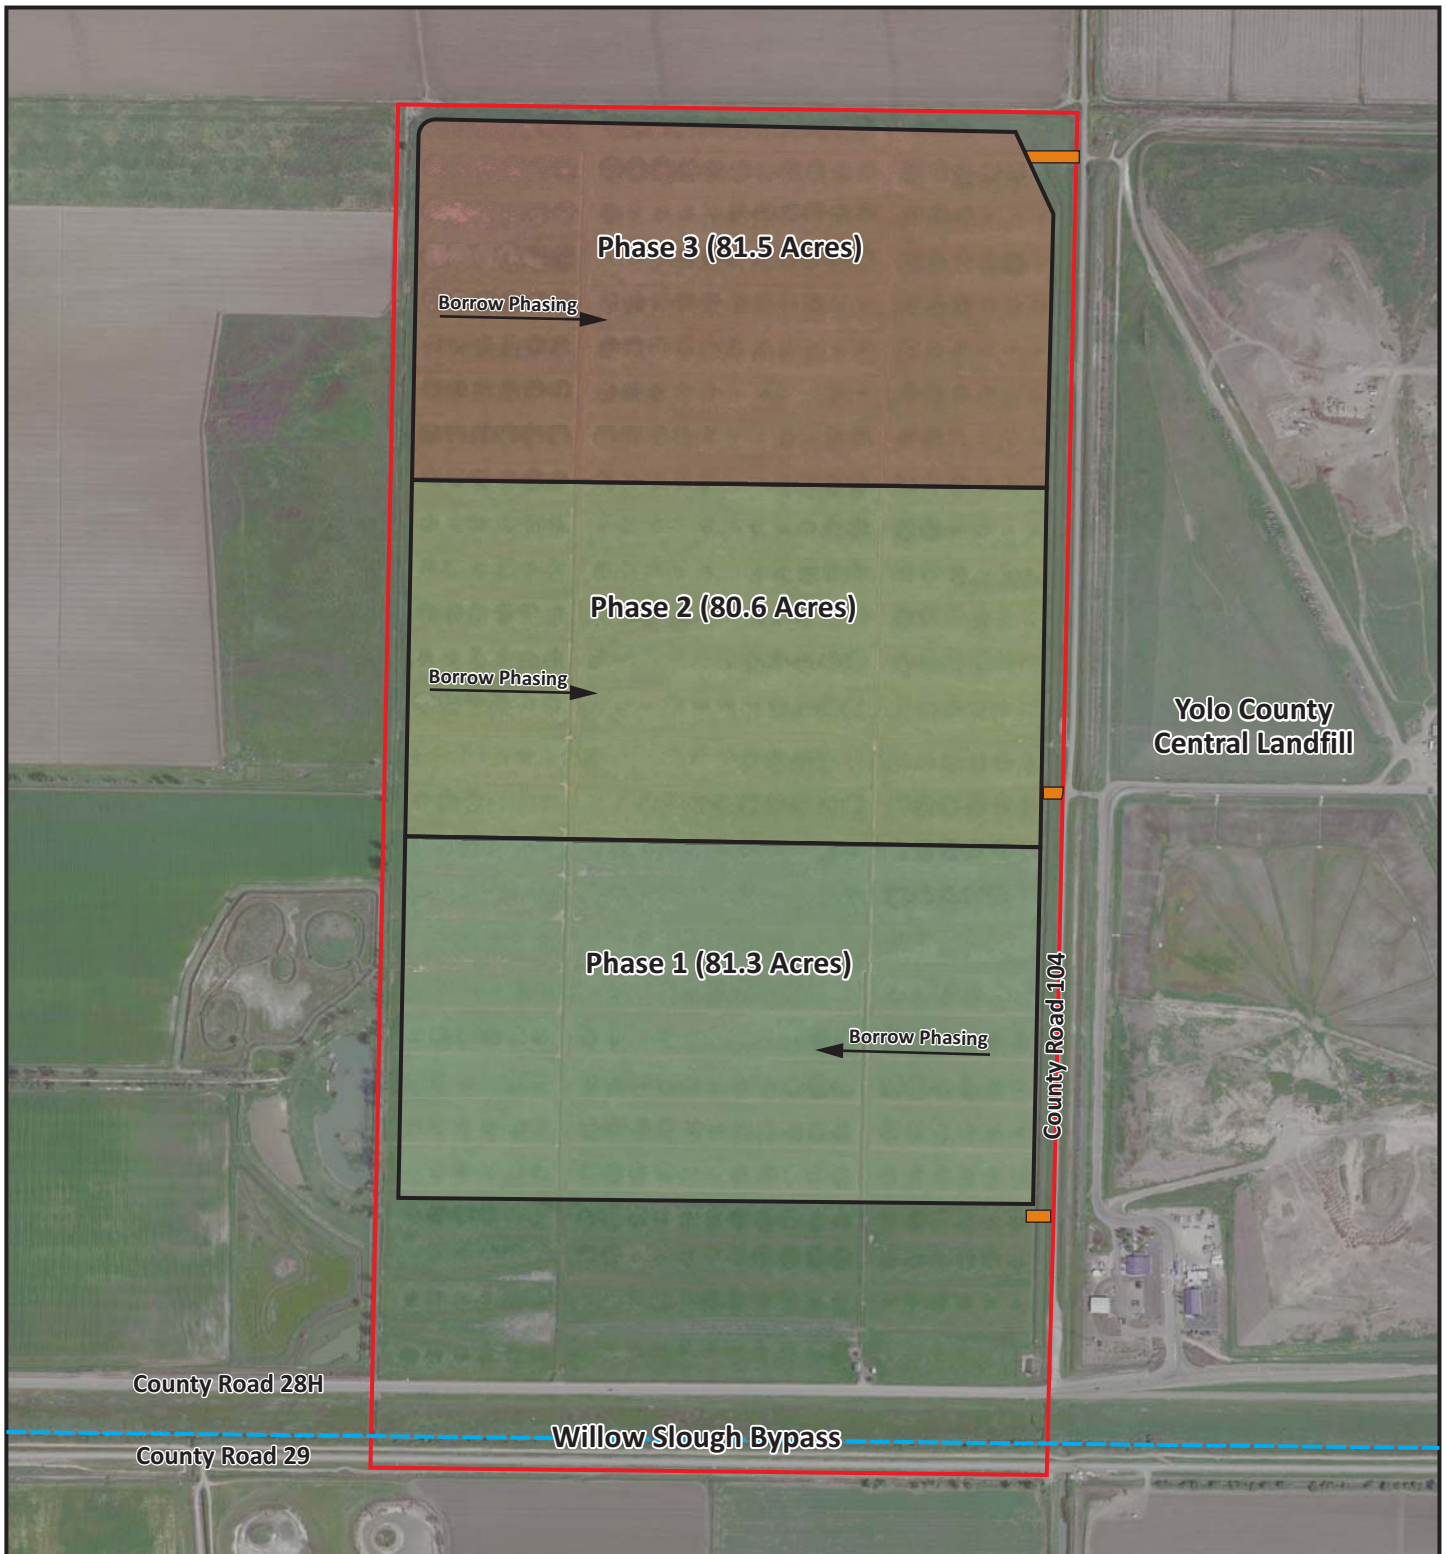 Phase 3 (81.5 Acres)
Borrow Phasing
Phase 2 (80.6 Acres)
Borrow Phasing
Yolo County
Central Landfill
Phase 1 (81.3 Acres)
County Road 104
Borrow Phasing
County Road 28H
Willow Slough Bypass
County Road 29